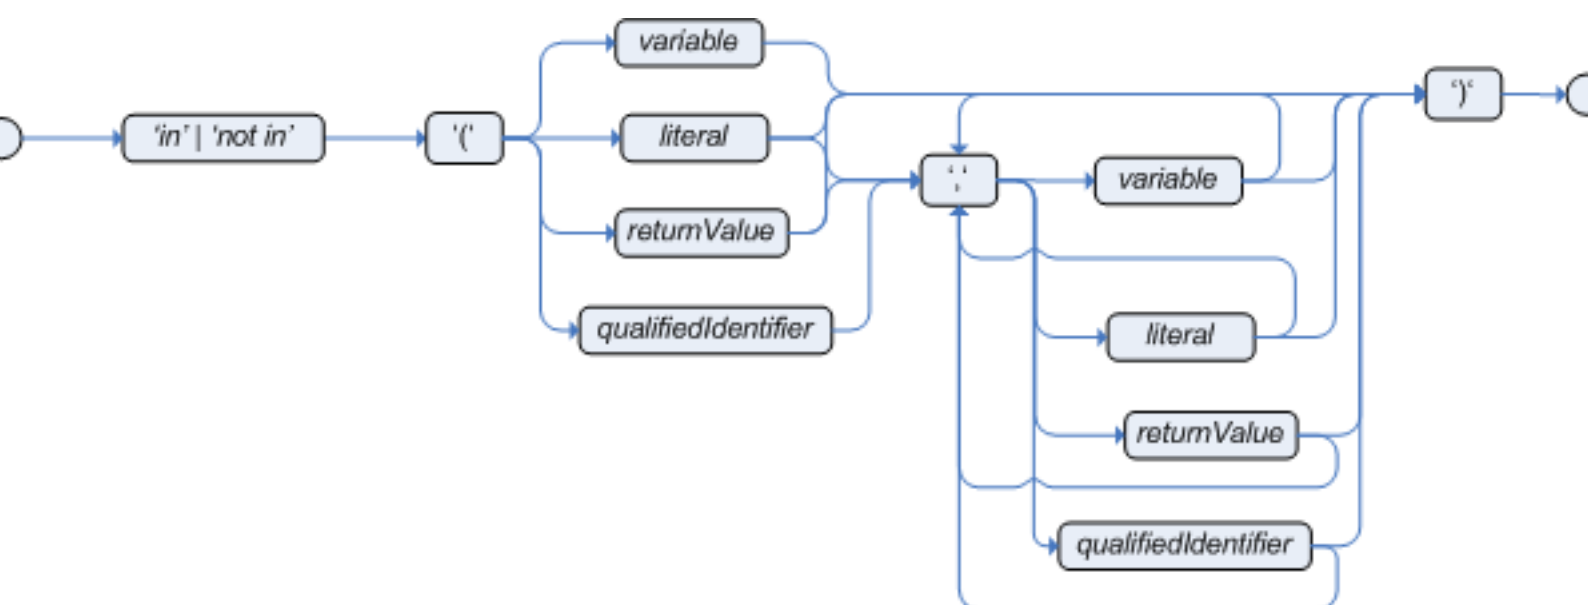 'in' | 'not in'
'('
variable
literal
returnValue
qualifiedIdentifier
','
variable
literal
returnValue
qualifiedIdentifier
')'